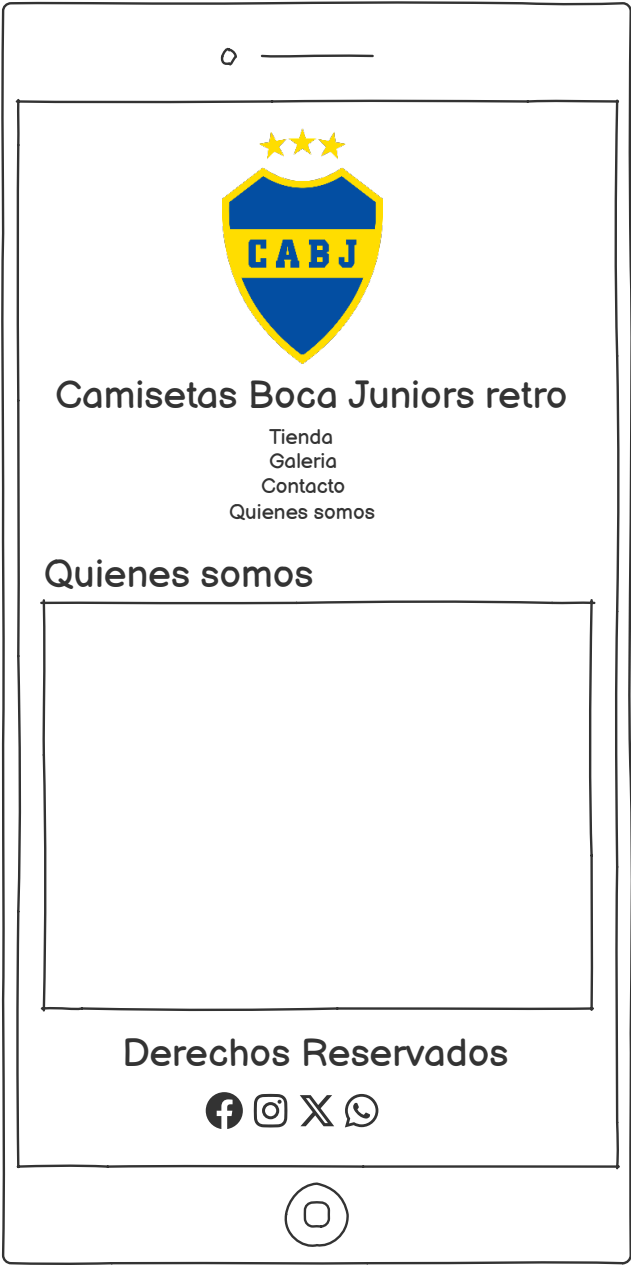 CABJ
Camisetas Boca Juniors retro
Tienda
Galeria
Contacto
Quienes somos
Quienes somos
Derechos Reservados